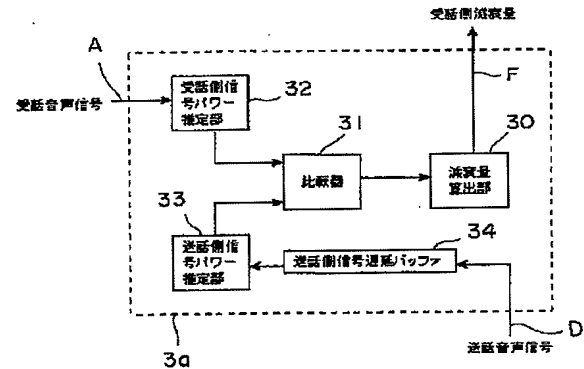 受話側減衰量
A
F
受話音声信号
受話側信
号パワー
推定部
32
31
30
比較器
減衰量
算出部
33
34
送話側信
号パワー
推定部
送話側信号遅延バッファ
D
3a
送話音声信号